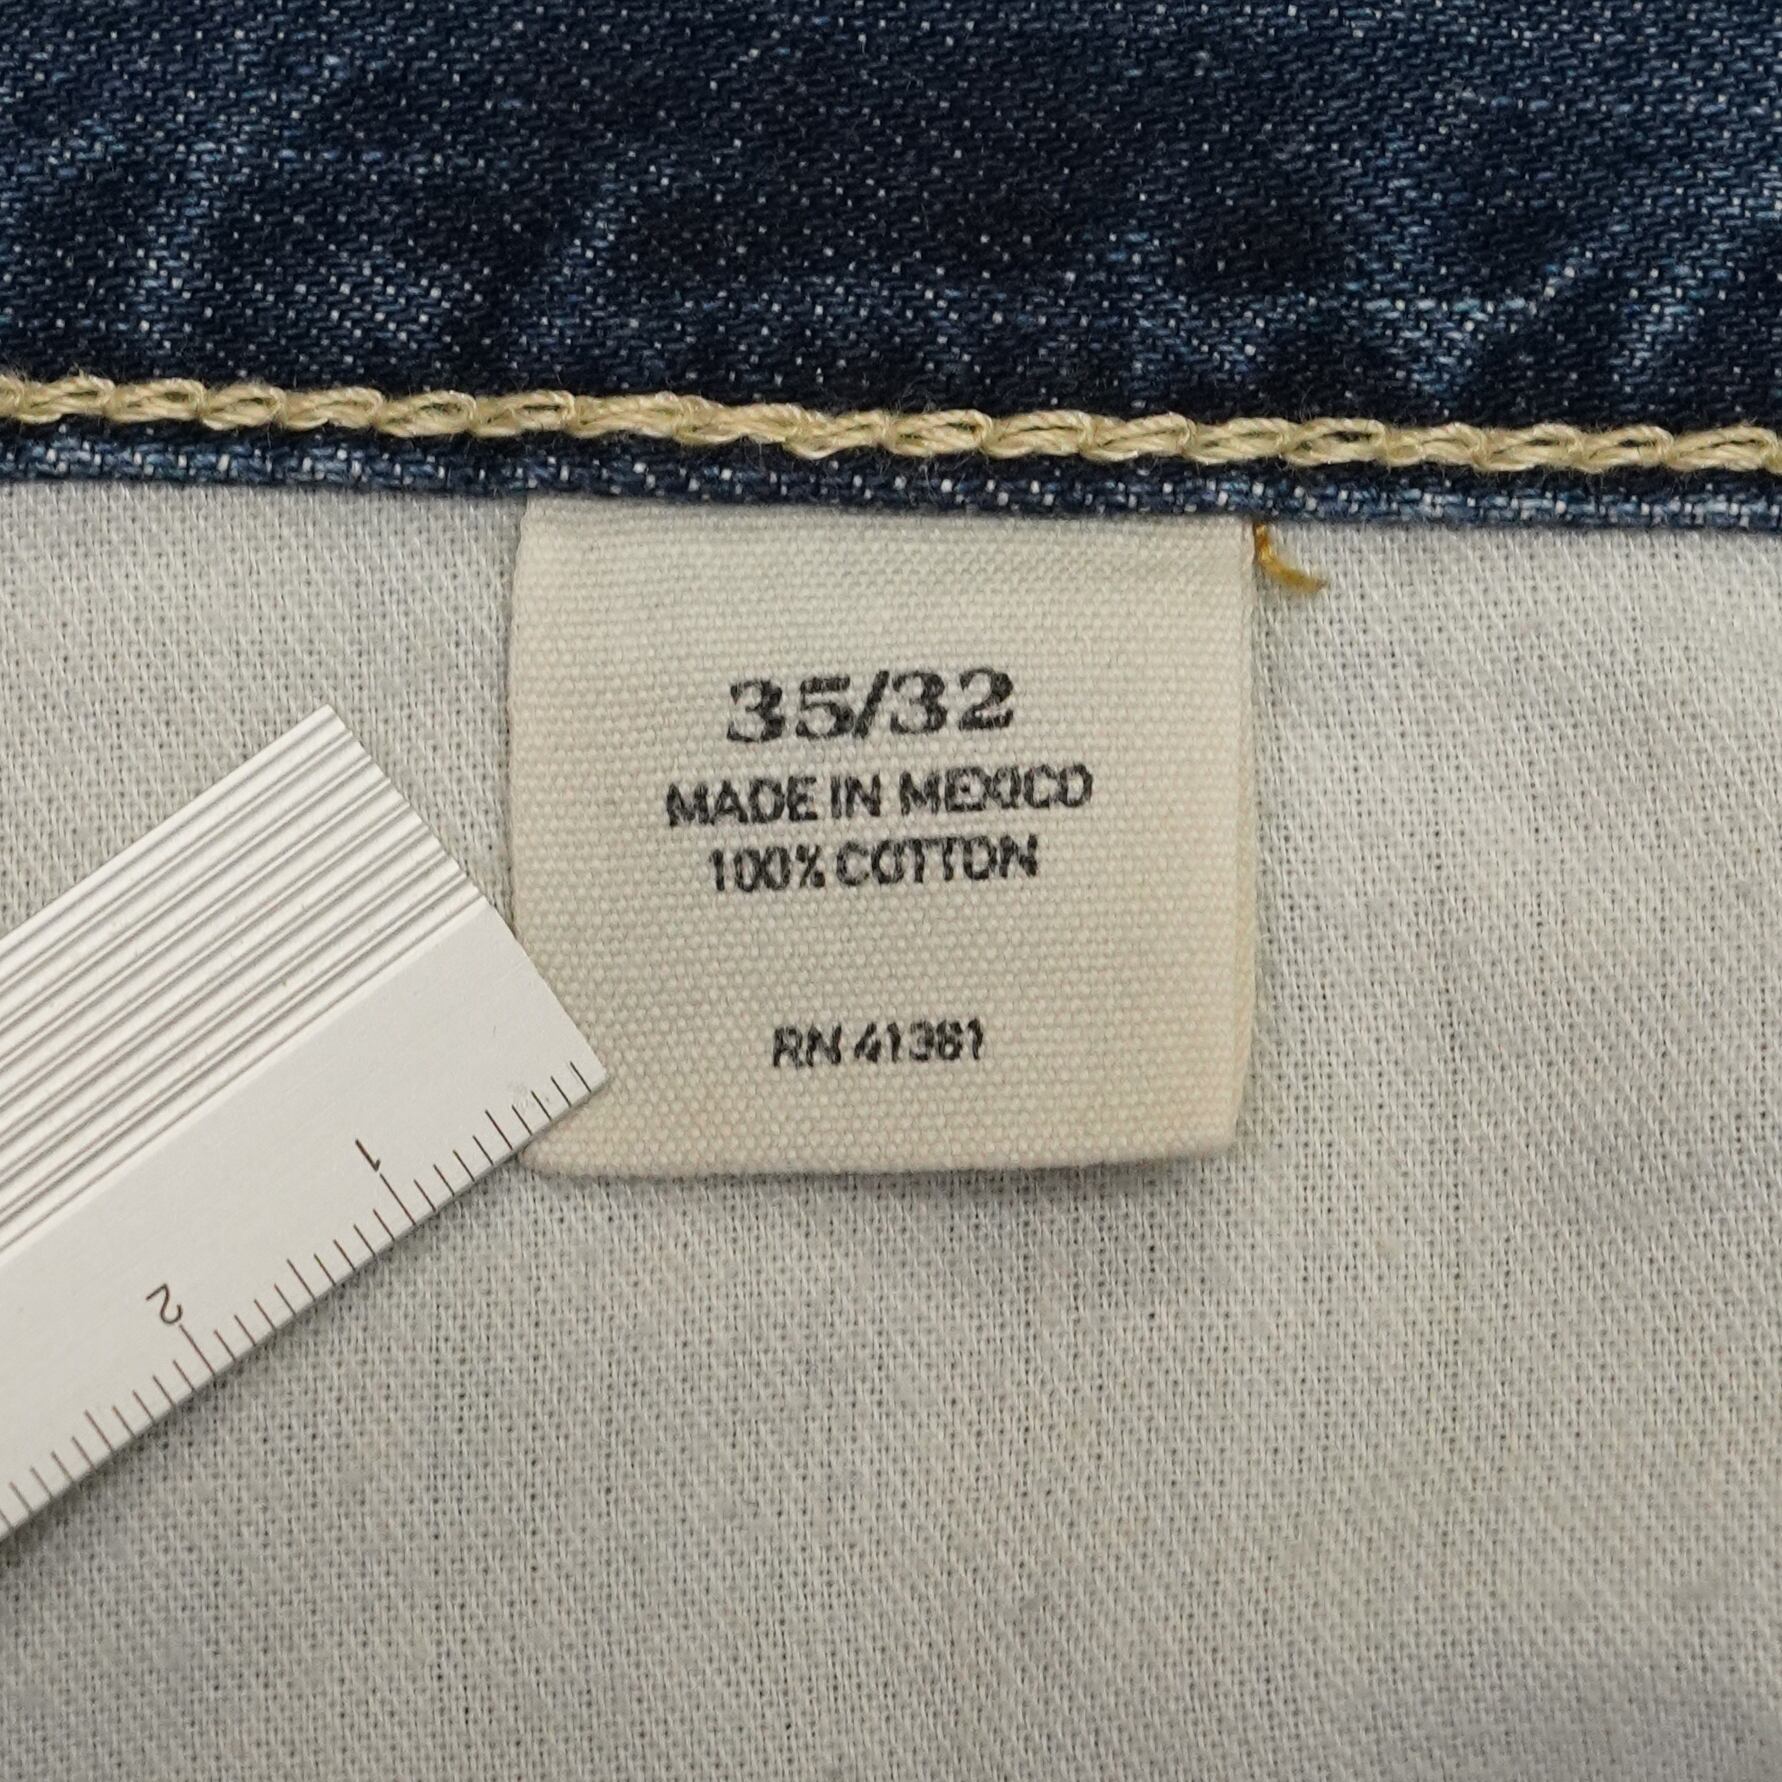 35/32
MADE IN MEXICO
100% COTTON
RN 41381
1
2